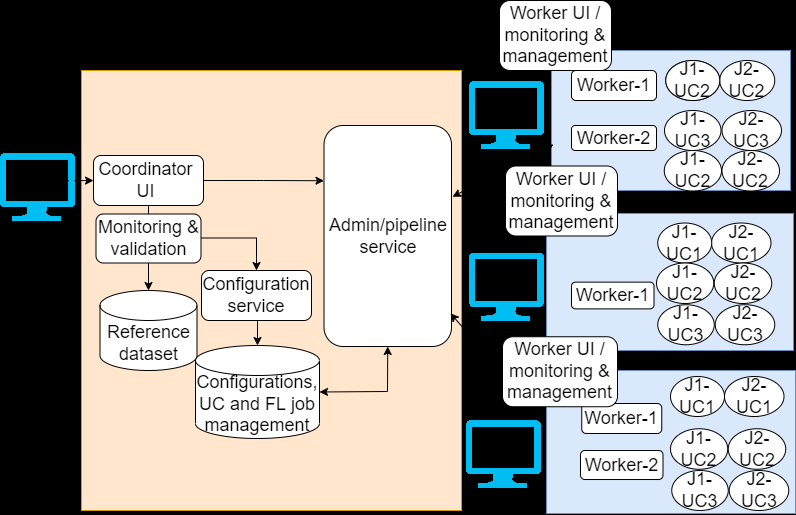 Coordinator
UI
Monitoring &
validation
Reference
dataset
Configuration
service
Configurations,
UC and FL job
management
Admin/pipeline
service
Worker UI /
monitoring &
management
Worker-1
J1-
UC2
J2-
UC2
Worker-2
J1-
UC3
J2-
UC3
J1-
UC2
J2-
UC2
Worker UI /
monitoring &
management
Worker-1
J1-
UC1
J2-
UC1
J1-
UC2
J2-
UC2
J1-
UC3
J2-
UC3
Worker UI /
monitoring &
management
Worker-1
J1-
UC1
J2-
UC1
Worker-2
J1-
UC2
J2-
UC2
J1-
UC3
J2-
UC3